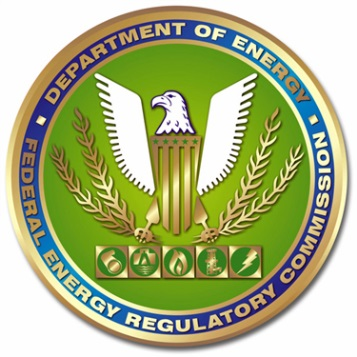 DEPARTMENT OF ENERGY
FEDERAL ENERGY REGULATORY COMMISSION